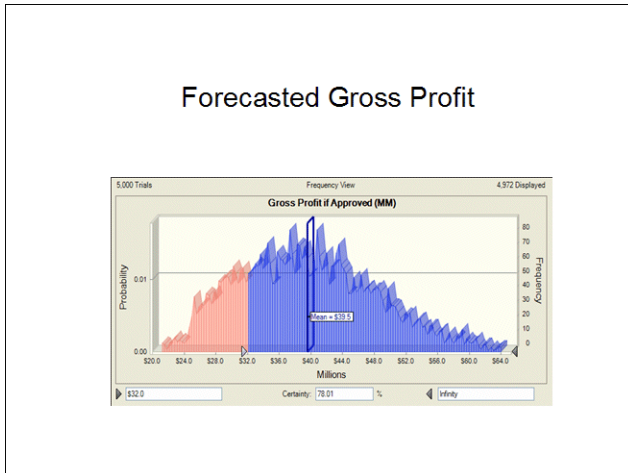 Forecasted Gross Profit
5,000 Trials Frequency View 4,972 Displayed
Gross Profit if Approved (MM)
Probability
0.01
0.00
Mean = $39.5
80
70
60
50
40
30
20
10
0
Frequency
$20.0 $24.0 $28.0 $32.0 $36.0 $40.0 $44.0 $48.0 $52.0 $56.0 $60.0 $64.0
Millions
$32.0 Certainty: 78.01 % Infinity